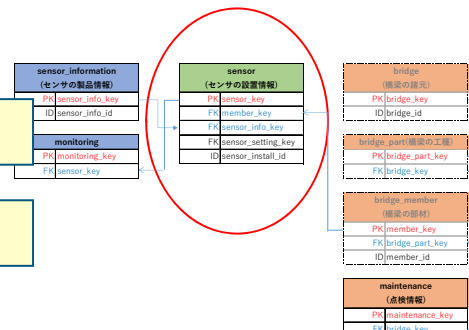 sensor_information
(センサの製品情報)
PK sensor_info_key
ID sensor_info_id
monitoring
PK monitoring_key
FK sensor_key
sensor
(センサの設置情報)
PK sensor_key
FK member_key
FK sensor_info_key
FK sensor_setting_key
ID sensor_install_id
bridge
(橋梁の諸元)
PK bridge_key
ID bridge_id
bridge_part(橋梁の工種)
PK bridge_part_key
FK bridge_key
bridge_member
(橋梁の部材)
PK member_key
FK bridge_part_key
ID member_id
maintenance
(点検情報)
PK maintenance_key
FK bridge_key